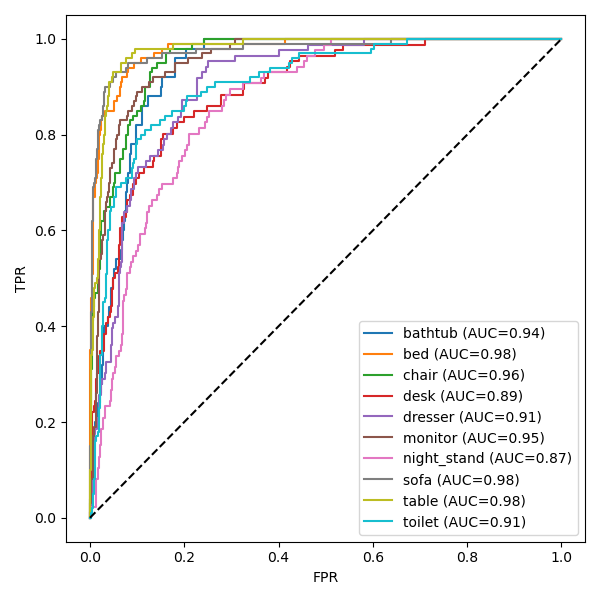 1.0
0.8
0.6
0.4
0.2
0.0
TPR
0.0
0.2
0.4
0.6
0.8
1.0
FPR
bathtub (AUC=0.94)
bed (AUC=0.98)
chair (AUC=0.96)
desk (AUC=0.89)
dresser (AUC=0.91)
monitor (AUC=0.95)
night_stand (AUC=0.87)
sofa (AUC=0.98)
table (AUC=0.98)
toilet (AUC=0.91)